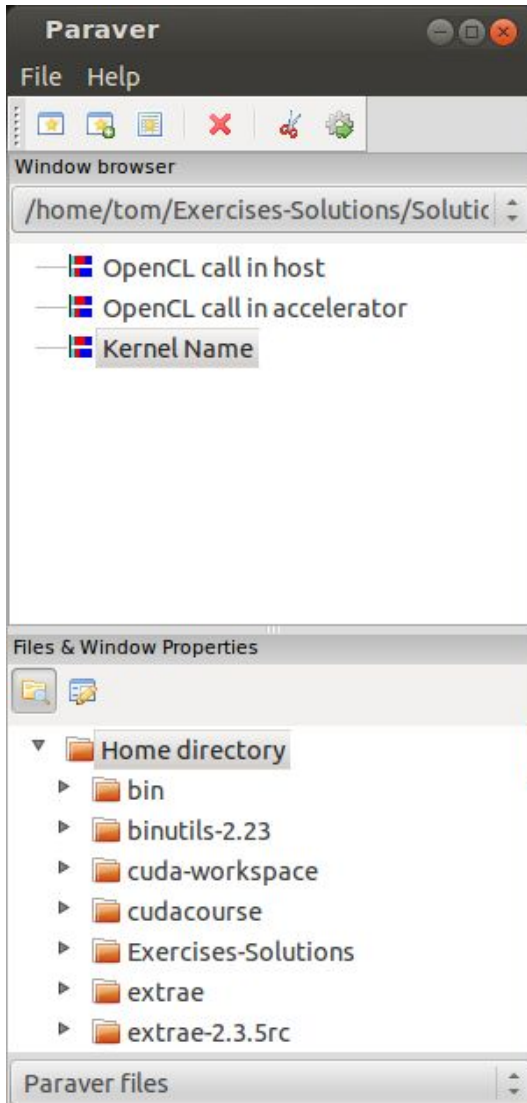 Paraver
File Help
Window browser
/home/tom/Exercises-Solutions/Solutic
OpenCL call in host
OpenCL call in accelerator
Kernel Name
Files & Window Properties
Home directory
bin
binutils-2.23
cuda-workspace
cudacourse
Exercises-Solutions
extrae
extrae-2.3.5rc
Paraver files